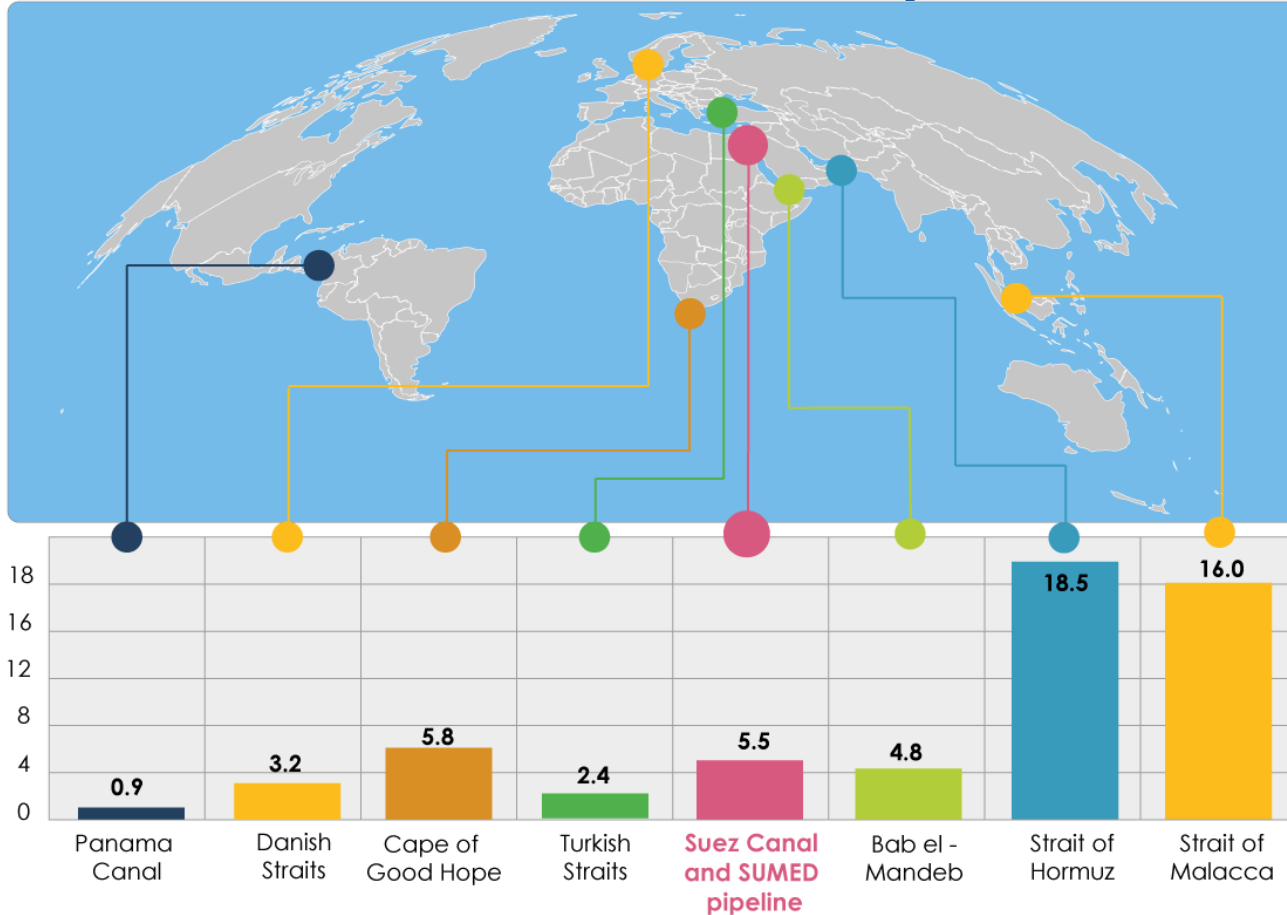 18
16
12
8
4
0
0.9
3.2
5.8
2.4
5.5
4.8
18.5
16.0
Panama
Canal
Danish
Straits
Cape of
Good Hope
Turkish
Straits
Suez Canal
and SUMED
pipeline
Bab el -
Mandeb
Strait of
Hormuz
Strait of
Malacca